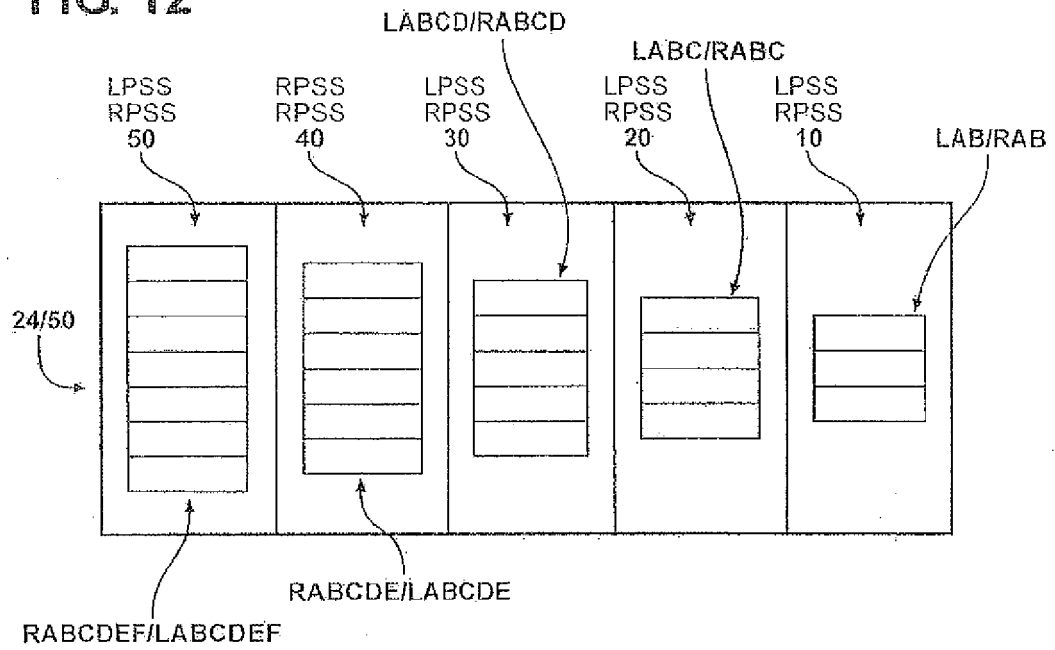 FIG. 12
LABCD/RABCD
LABC/RABC
LPSS
RPSS
50
RPSS
RPSS
40
LPSS
RPSS
30
LPSS
RPSS
20
LPSS
RPSS
10
LAB/RAB
24/50
RABCDE/LABCDE
RABCDEF/LABCDEF